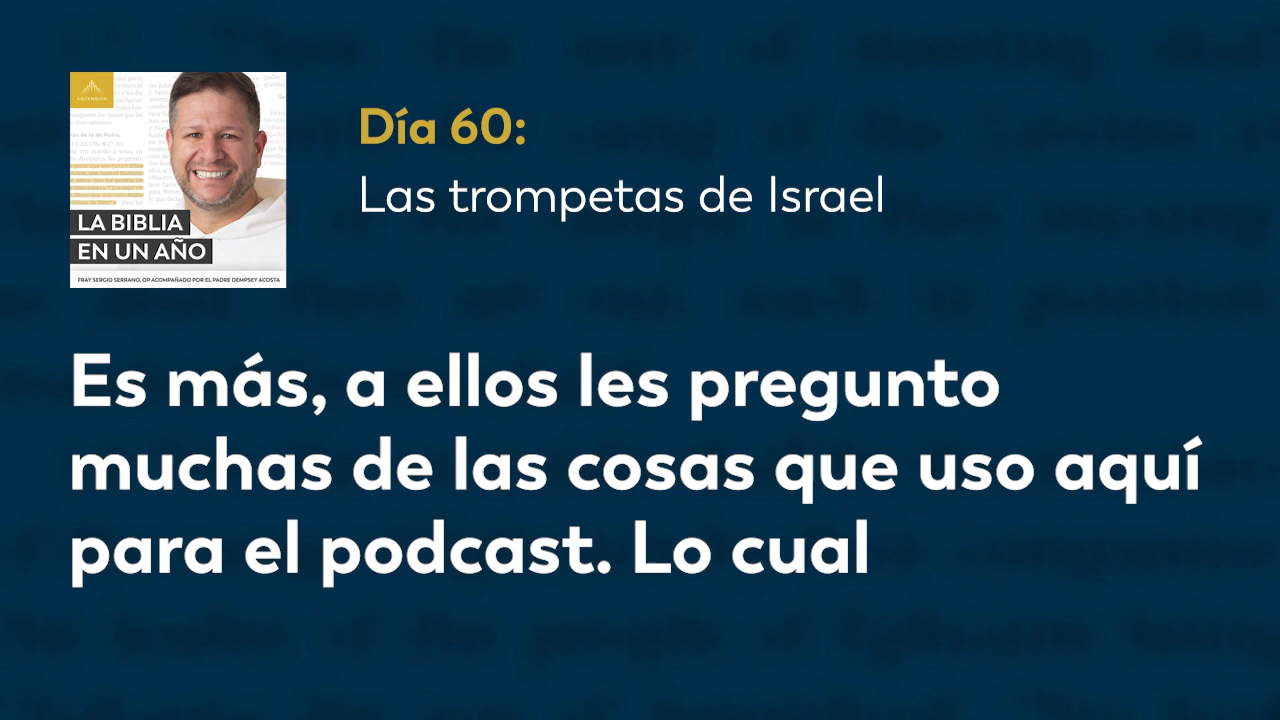 ASCENSION
Día 60:
Las trompetas de Israel
LA BIBLIA
EN UN AÑO
FRAY SERGIO SERRANO, OP ACOMPAÑADO POR EL PADRE DEMPSEY ACOSTA
Es más, a ellos les pregunto
muchas de las cosas que uso aquí
para el podcast. Lo cual